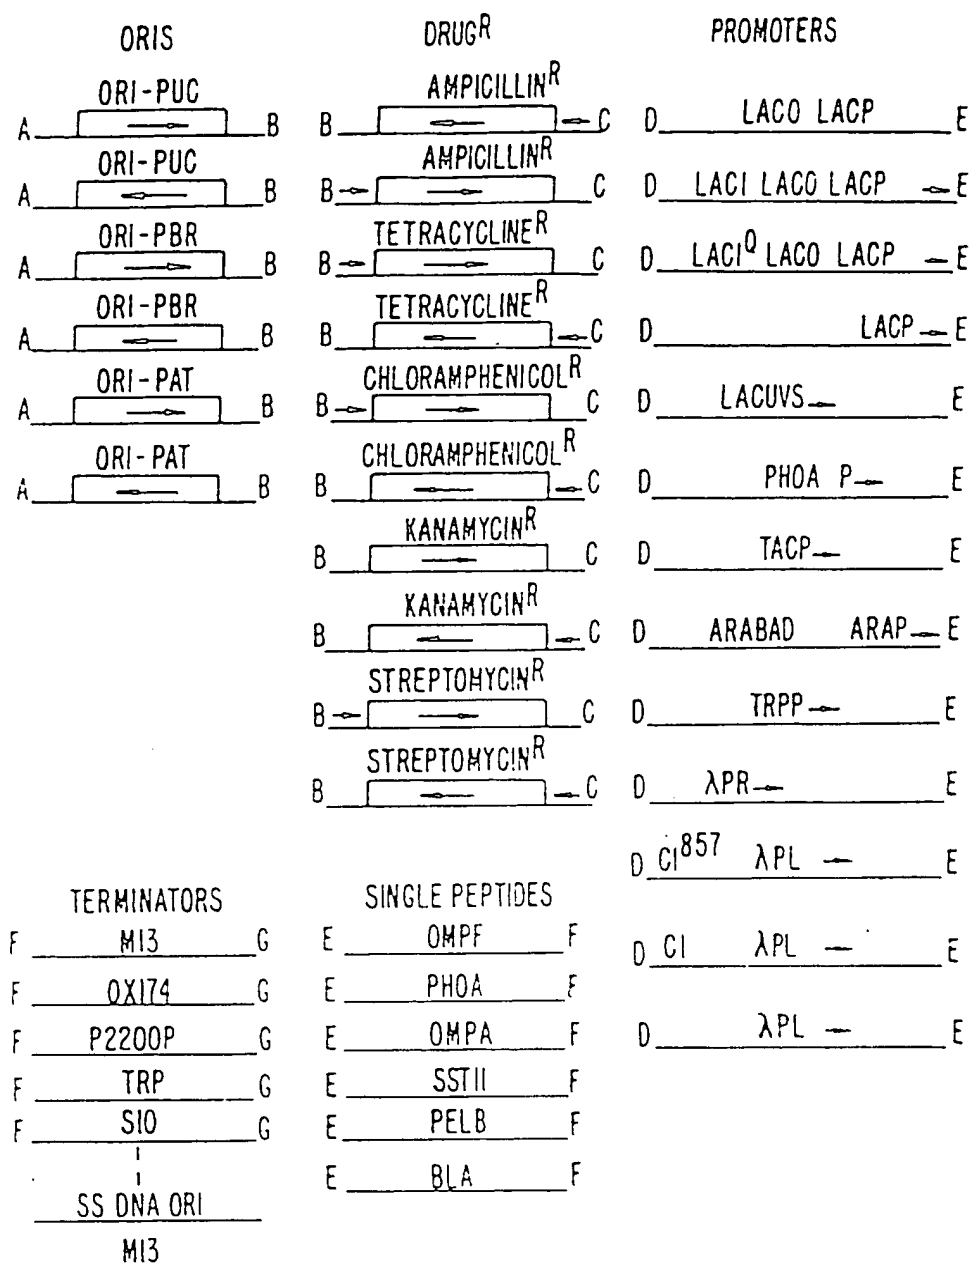 ORIS
ORI-PUC
A B
ORI-PUC
A B
ORI-PBR
A B
ORI-PBR
A B
ORI-PAT
A B
ORI-PAT
A B
DRUGR
AMPICILLINR
B C
AMPICILLINR
B C
TETRACYCLINER
B C
TETRACYCLINER
B C
CHLORAMPHENICOLR
B C
CHLORAMPHENICOLR
B C
KANAMYCINR
B C
KANAMYCINR
B C
STREPTOMYCINR
B C
STREPTOMYCINR
B C
PROMOTERS
D LACO LACP E
D LACI LACO LACP E
D LACIQ LACO LACP E
D LACP E
D LACUVS E
D PHOA P E
D TACP E
D ARABAD ARAP E
D TRPP E
D λPR E
D CI857 λPL E
D CI λPL E
D λPL E
TERMINATORS
F M13 G
F OX174 G
F P2200P G
F TRP G
F S10 G
SS DNA ORI
M13
SINGLE PEPTIDES
E OMPF F
E PHOA F
E OMPA F
E SSTII F
E PELB F
E BLA F